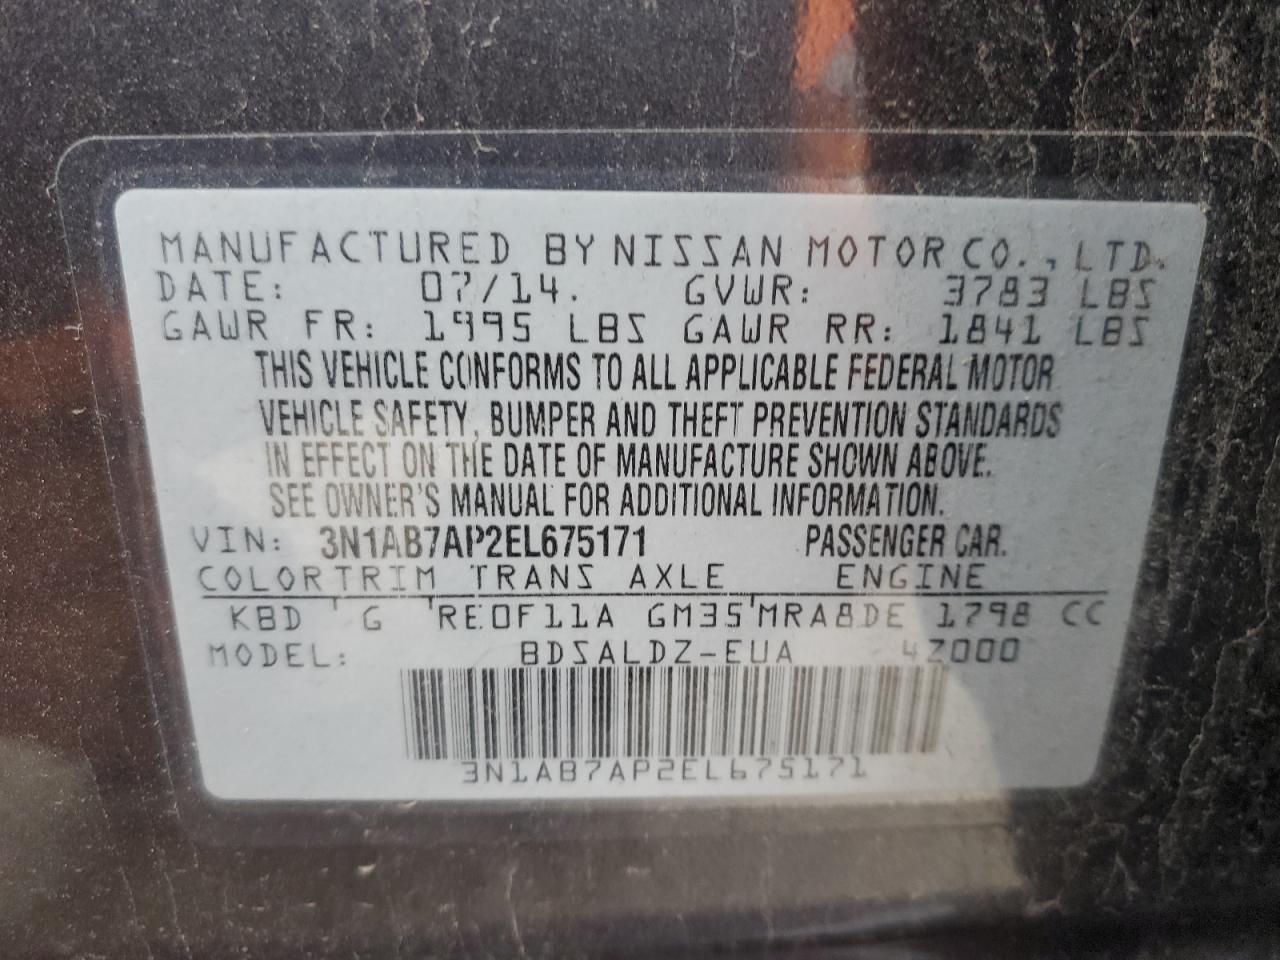 MANUFACTURED BY NISSAN MOTOR CO., LTD.
DATE: 07/14. GVWR: 3783 LBS
GAWR FR: 1995 LBS GAWR RR: 1841 LBS
THIS VEHICLE CONFORMS TO ALL APPLICABLE FEDERAL MOTOR
VEHICLE SAFETY, BUMPER AND THEFT PREVENTION STANDARDS
IN EFFECT ON THE DATE OF MANUFACTURE SHOWN ABOVE.
SEE OWNER'S MANUAL FOR ADDITIONAL INFORMATION.
VIN: 3N1AB7AP2EL675171 PASSENGER CAR.
COLOR TRIM TRANS AXLE ENGINE
KBD G RE0F11A GM35 MRA8DE 1798 CC
MODEL: BDSALDZ-EUA 4Z000
3N1AB7AP2EL675171